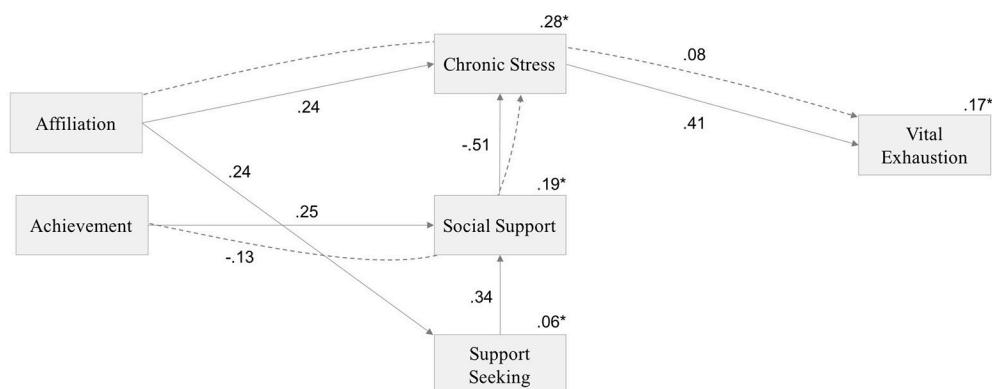 .28*
Chronic Stress
.08
.24
Affiliation
.17*
Vital
Exhaustion
.41
-.51
.24
.19*
Achievement
.25
Social Support
-.13
.34
.06*
Support
Seeking